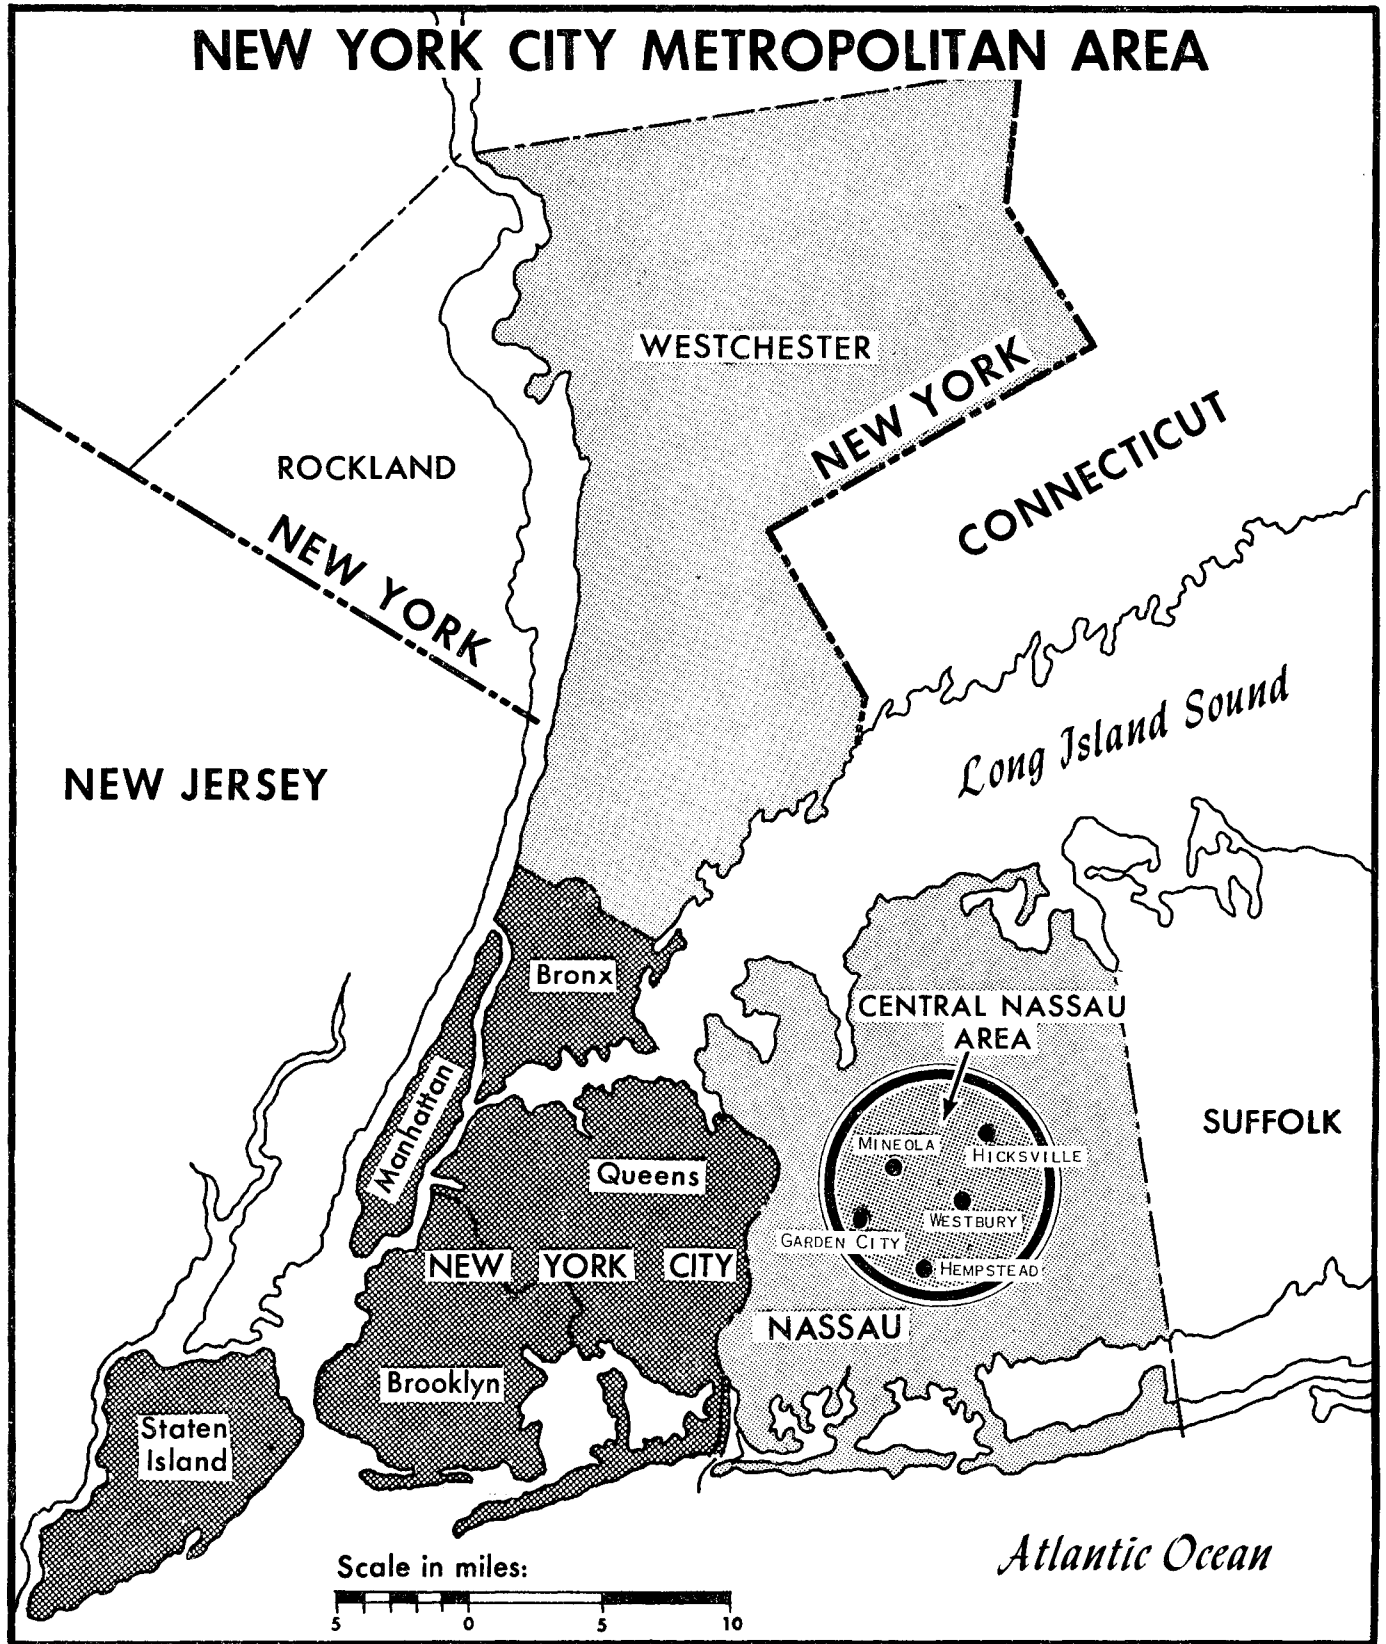 NEW YORK CITY METROPOLITAN AREA
WESTCHESTER
NEW YORK
CONNECTICUT
ROCKLAND
NEW YORK
NEW JERSEY
Long Island Sound
Bronx
CENTRAL NASSAU
AREA
Manhattan
SUFFOLK
MINEOLA
HICKSVILLE
Queens
WESTBURY
GARDEN CITY
NEW YORK CITY
HEMPSTEAD
NASSAU
Brooklyn
Staten
Island
Atlantic Ocean
Scale in miles:
5 0 5 10